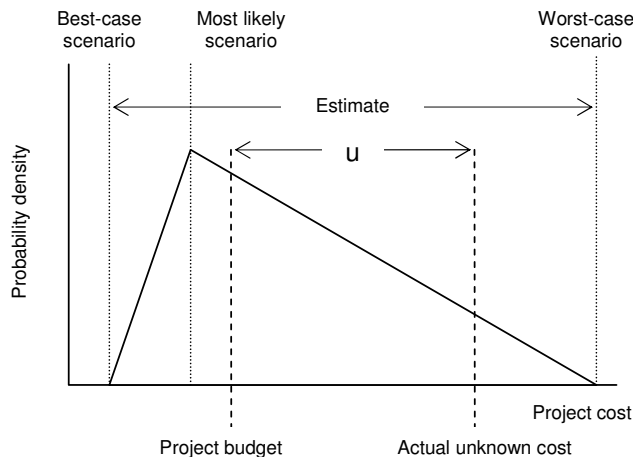 Best-case
scenario
Most likely
scenario
Worst-case
scenario
Estimate
u
Probability density
Project cost
Project budget
Actual unknown cost